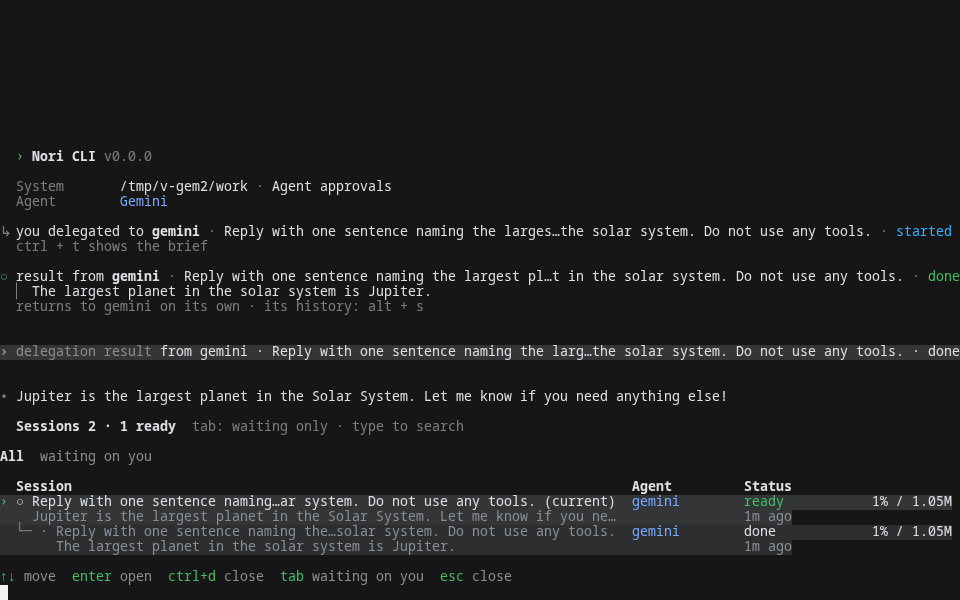 › Nori CLI v0.0.0
System /tmp/v-gem2/work · Agent approvals
Agent Gemini
↳ you delegated to gemini · Reply with one sentence naming the larges…the solar system. Do not use any tools. · started
ctrl + t shows the brief
○ result from gemini · Reply with one sentence naming the largest pl…t in the solar system. Do not use any tools. · done
│ The largest planet in the solar system is Jupiter.
returns to gemini on its own · its history: alt + s
› delegation result from gemini · Reply with one sentence naming the larg…the solar system. Do not use any tools. · done
• Jupiter is the largest planet in the Solar System. Let me know if you need anything else!
Sessions 2 · 1 ready tab: waiting only · type to search
All waiting on you
Session Agent Status
› ○ Reply with one sentence naming…ar system. Do not use any tools. (current) gemini ready 1% / 1.05M
Jupiter is the largest planet in the Solar System. Let me know if you ne… 1m ago
└─ · Reply with one sentence naming the…solar system. Do not use any tools. gemini done 1% / 1.05M
The largest planet in the solar system is Jupiter. 1m ago
↑↓ move enter open ctrl+d close tab waiting on you esc close